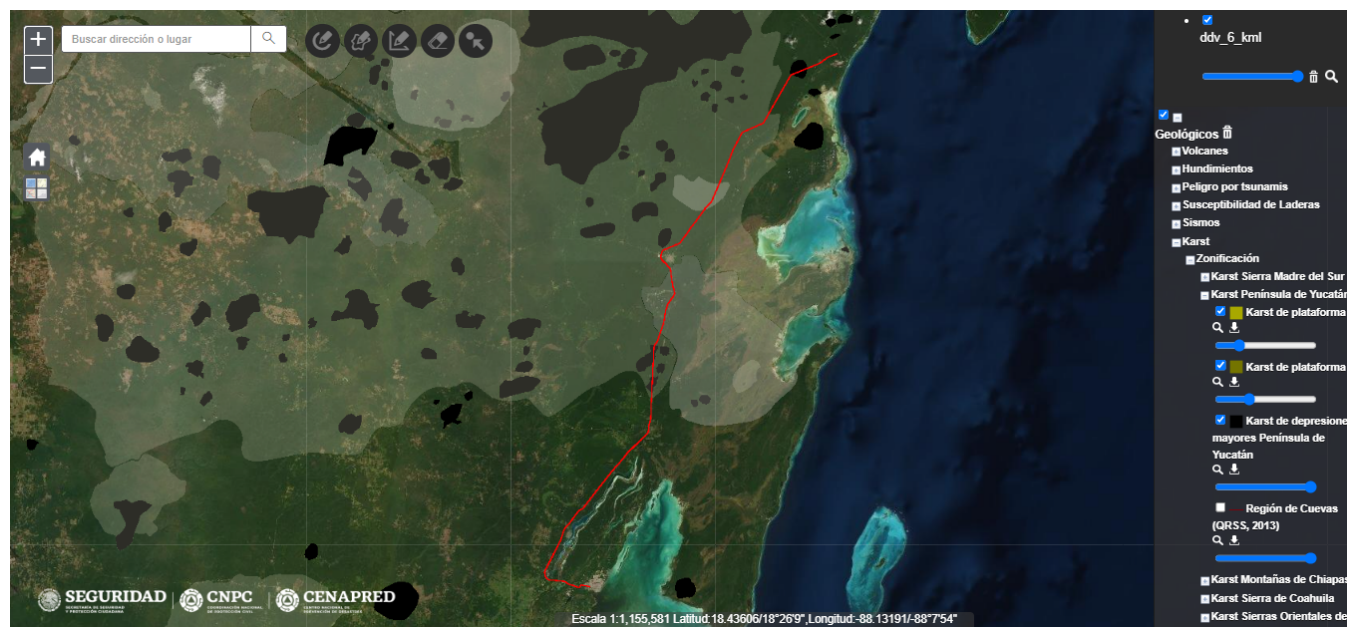 +
Buscar dirección o lugar
−
ddv_6_kml
Geológicos
Volcanes
Hundimientos
Peligro por tsunamis
Susceptibilidad de Laderas
Sismos
Karst
Zonificación
Karst Sierra Madre del Sur
Karst Península de Yucatán
Karst de plataforma
Karst de plataforma
Karst de depresione
mayores Península de
Yucatán
Región de Cuevas
(QRSS, 2013)
Karst Montañas de Chiapas
Karst Sierra de Coahuila
Karst Sierras Orientales de
SEGURIDAD
SECRETARÍA DE SEGURIDAD
Y PROTECCIÓN CIUDADANA
CNPC
COORDINACIÓN NACIONAL
DE PROTECCIÓN CIVIL
CENAPRED
CENTRO NACIONAL DE
PREVENCIÓN DE DESASTRES
Escala 1:1,155,581 Latitud:18.43606/18°26'9",Longitud:-88.13191/-88°7'54"